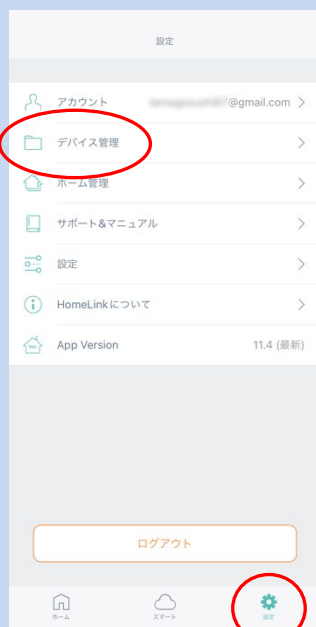 設定
アカウント @gmail.com
デバイス管理
ホーム管理
サポート&マニュアル
設定
HomeLinkについて
App Version 11.4 (最新)
ログアウト
ホーム スマート 設定